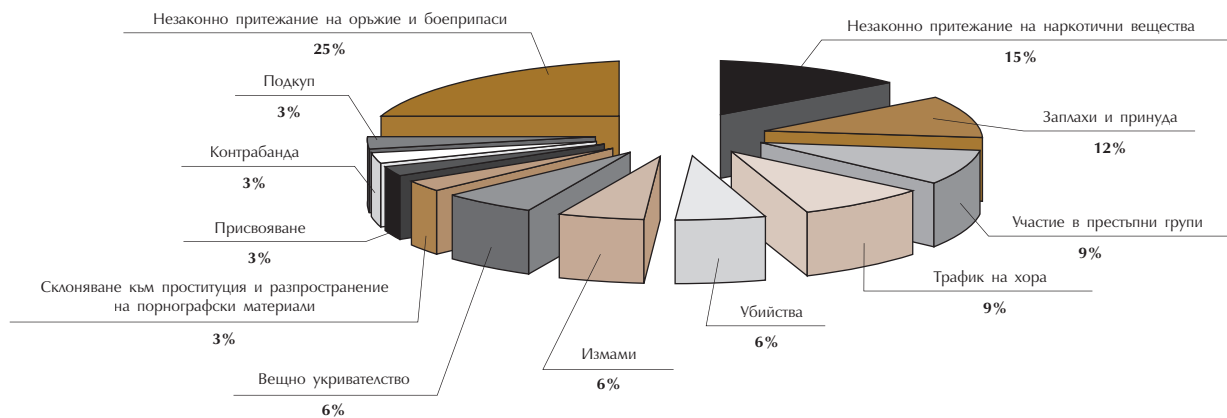 Незаконно притежание на оръжие и боеприпаси
25%
Незаконно притежание на наркотични вещества
15%
Подкуп
3%
Заплахи и принуда
12%
Контрабанда
3%
Присвояване
3%
Участие в престъпни групи
9%
Склоняване към проституция и разпространение
на порнографски материали
3%
Трафик на хора
9%
Убийства
6%
Измами
6%
Вещно укривателство
6%